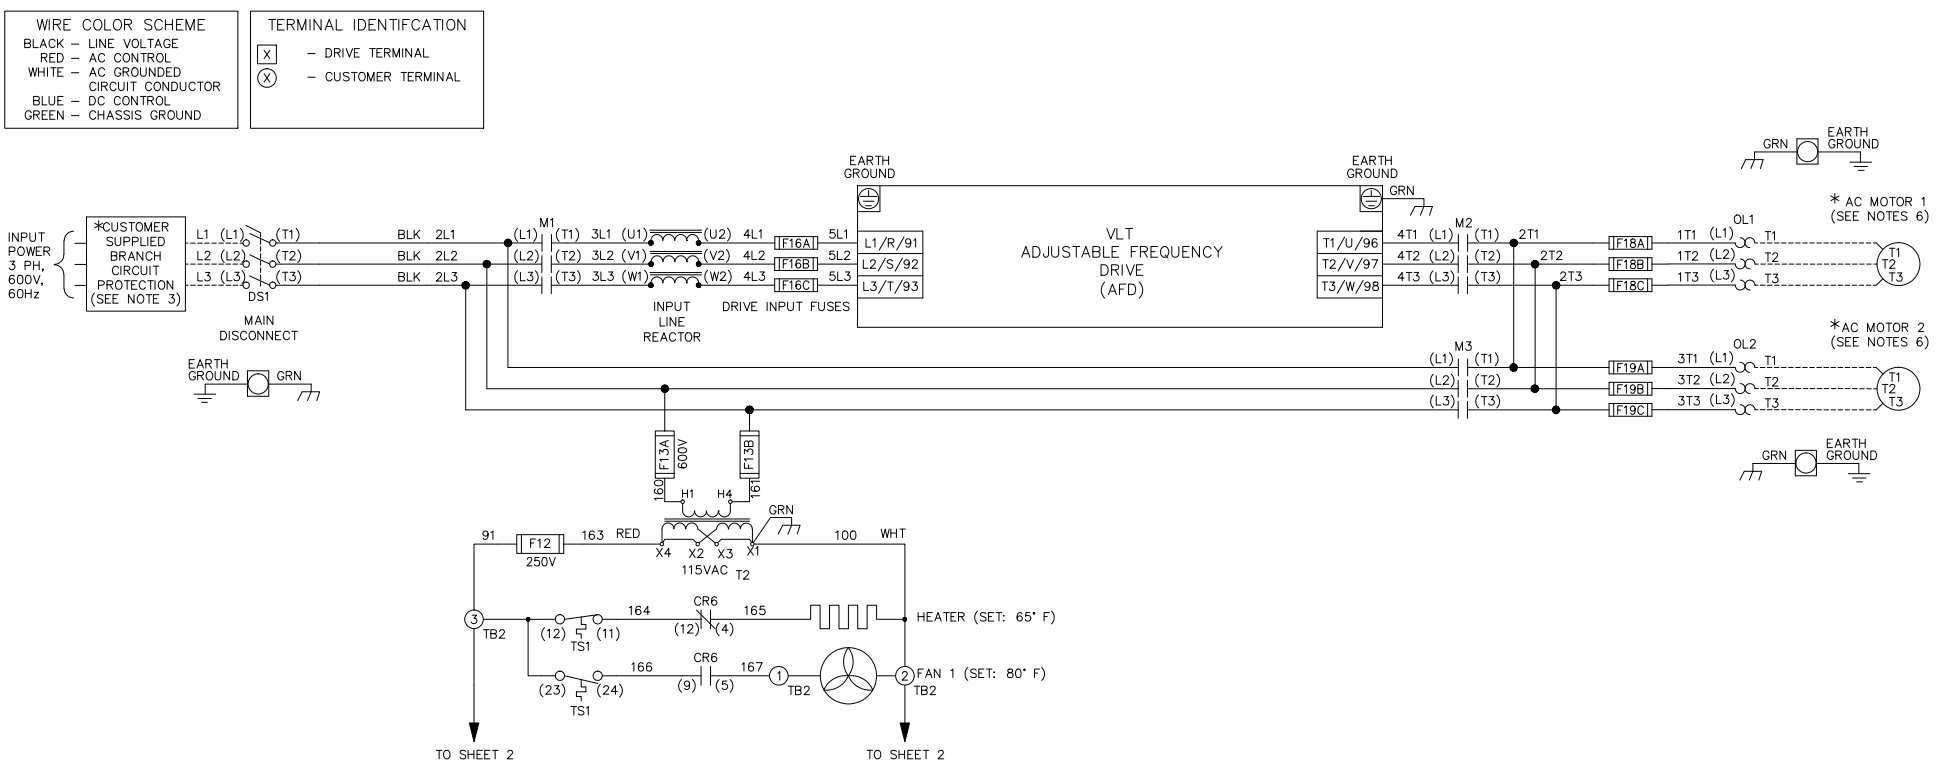 WIRE COLOR SCHEME
BLACK – LINE VOLTAGE
RED – AC CONTROL
WHITE – AC GROUNDED
CIRCUIT CONDUCTOR
BLUE – DC CONTROL
GREEN – CHASSIS GROUND
TERMINAL IDENTIFCATION
X – DRIVE TERMINAL
X – CUSTOMER TERMINAL
INPUT
POWER
3 PH,
600V,
60Hz
*CUSTOMER
SUPPLIED
BRANCH
CIRCUIT
PROTECTION
(SEE NOTE 3)
L1 (L1) (T1) BLK 2L1 (L1) M1 (T1) 3L1 (U1) (U2) 4L1 F16A 5L1
L2 (L2) (T2) BLK 2L2 (L2) (T2) 3L2 (V1) (V2) 4L2 F16B 5L2
L3 (L3) (T3) BLK 2L3 (L3) (T3) 3L3 (W1) (W2) 4L3 F16C 5L3
DS1
MAIN
DISCONNECT
INPUT
LINE
REACTOR
DRIVE INPUT FUSES
EARTH
GROUND
L1/R/91
L2/S/92
L3/T/93
VLT
ADJUSTABLE FREQUENCY
DRIVE
(AFD)
EARTH
GROUND
GRN
T1/U/96
T2/V/97
T3/W/98
4T1 (L1) M2 (T1) 2T1 F18A 1T1 (L1) OL1 T1
4T2 (L2) (T2) 2T2 F18B 1T2 (L2) T2
4T3 (L3) (T3) 2T3 F18C 1T3 (L3) T3
GRN
EARTH
GROUND
* AC MOTOR 1
(SEE NOTES 6)
T1
T2
T3
*AC MOTOR 2
(SEE NOTES 6)
(L1) M3 (T1) F19A 3T1 (L1) OL2 T1
(L2) (T2) F19B 3T2 (L2) T2
(L3) (T3) F19C 3T3 (L3) T3
T1
T2
T3
GRN
EARTH
GROUND
EARTH
GROUND
GRN
F13A
600V
F13B
160
161
H1 H4
GRN
91 F12 163 RED
250V
X4 X2 X3 X1
100 WHT
115VAC T2
3
TB2
(12) (11)
TS1
164
CR6
(12) (4)
165
HEATER (SET: 65° F)
(23) (24)
TS1
166
CR6
(9) (5)
167
1
TB2
2
TB2
FAN 1 (SET: 80° F)
TO SHEET 2
TO SHEET 2